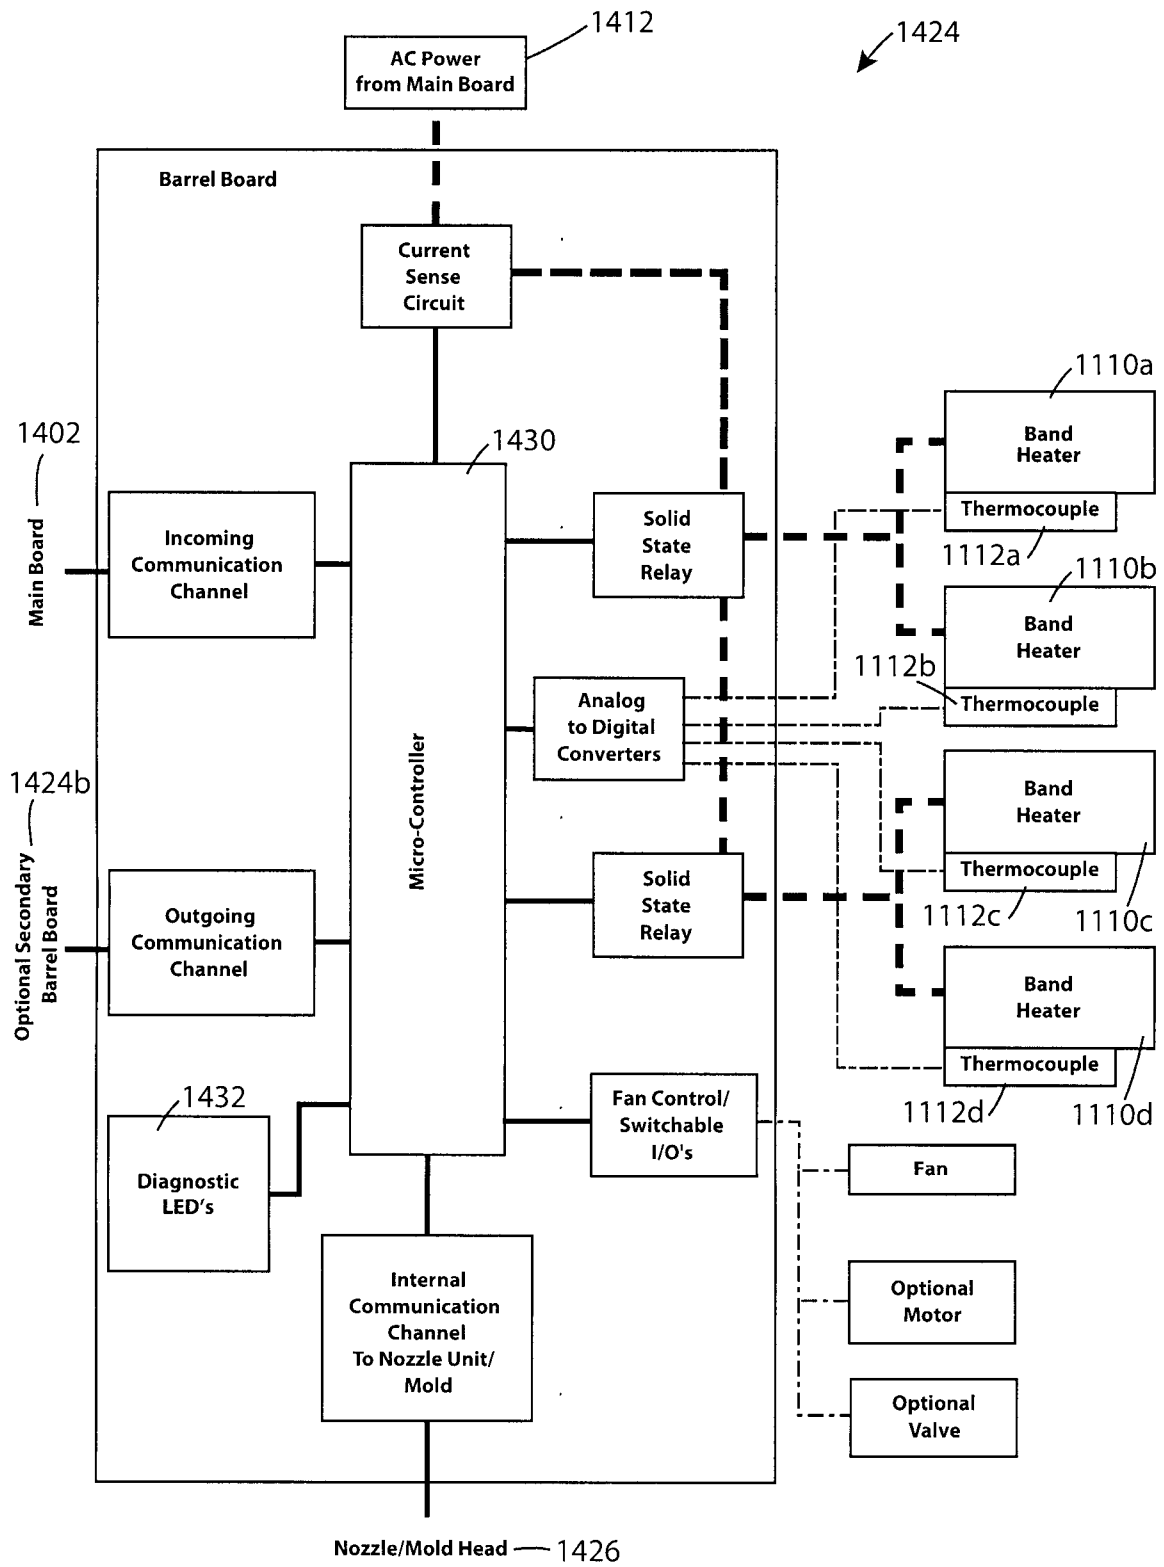 1412
1424
AC Power
from Main Board
Barrel Board
Current
Sense
Circuit
1110a
Band
Heater
Thermocouple
1112a
1402
Main Board
1430
Incoming
Communication
Channel
Solid
State
Relay
1110b
Band
Heater
1112b
Thermocouple
Analog
to Digital
Converters
Micro-Controller
1424b
Optional Secondary
Barrel Board
Band
Heater
Thermocouple
1112c
1110c
Solid
State
Relay
Outgoing
Communication
Channel
Band
Heater
Thermocouple
1112d
1110d
1432
Diagnostic
LED's
Fan Control/
Switchable
I/O's
Fan
Internal
Communication
Channel
To Nozzle Unit/
Mold
Optional
Motor
Optional
Valve
Nozzle/Mold Head
1426